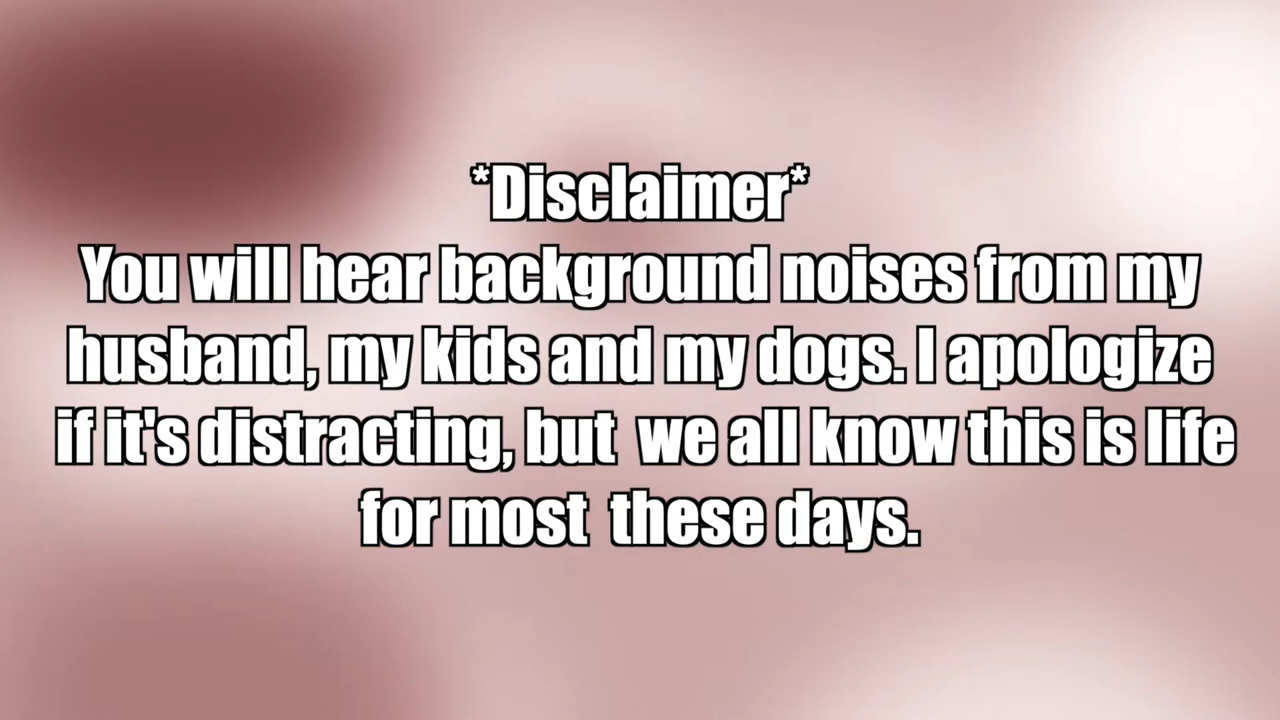 *Disclaimer*
You will hear background noises from my
husband, my kids and my dogs. I apologize
if it's distracting, but  we all know this is life
for most  these days.